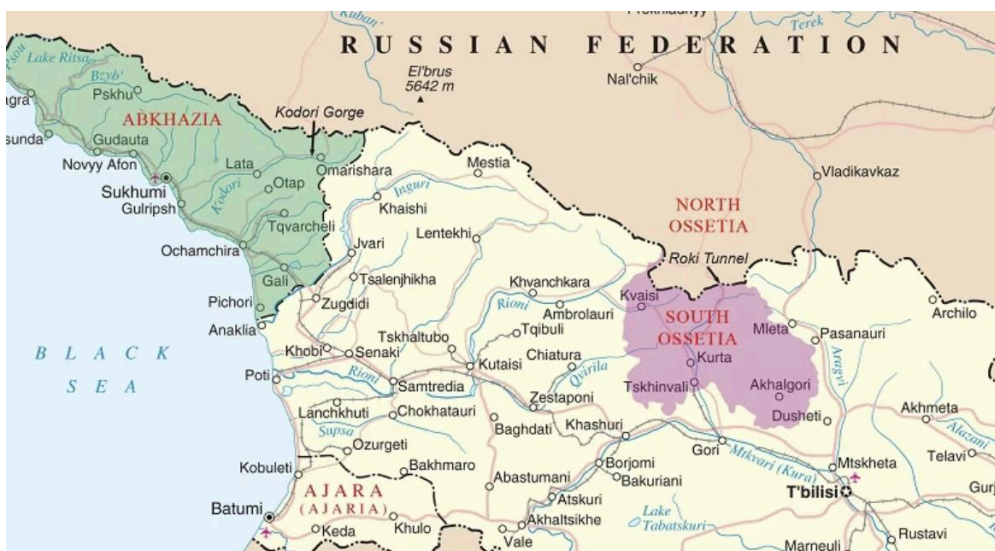 Kuban'
Prokhladnyy
Terek
RUSSIAN FEDERATION
Lake Ritsa
Bzyb'
El'brus
5642 m
Nal'chik
Pskhu
agra
ABKHAZIA
Kodori Gorge
sunda
Gudauta
Novyy Afon
Lata
Omarishara
Mestia
Vladikavkaz
Sukhumi
Kodori
Otap
Inguri
Gulripsh
Khaishi
NORTH
OSSETIA
Tqvarcheli
Ochamchira
Jvari
Lentekhi
Roki Tunnel
Gali
Tsalenjhikha
Khvanchkara
Kvaisi
Pichori
Zugdidi
Rioni
Ambrolauri
Archilo
SOUTH
OSSETIA
Anaklia
Tskhaltubo
Tqibuli
Mleta
Pasanauri
BLACK
SEA
Khobi
Senaki
Kutaisi
Chiatura
Kurta
Aragvi
Poti
Rioni
Samtredia
Qvirila
Tskhinvali
Akhalgori
Lanchkhuti
Chokhatauri
Zestaponi
Dusheti
Akhmeta
Supsa
Baghdati
Khashuri
Alazani
Ozurgeti
Gori
Mtkvari (Kura)
Telavi
Kobuleti
Bakhmaro
Borjomi
Mtskheta
Abastumani
Bakuriani
T'bilisi
Gurj
AJARA
(AJARIA)
Atskuri
Batumi
Lake
Tabatskuri
Keda
Khulo
Akhaltsikhe
Vale
Rustavi
Marneuli